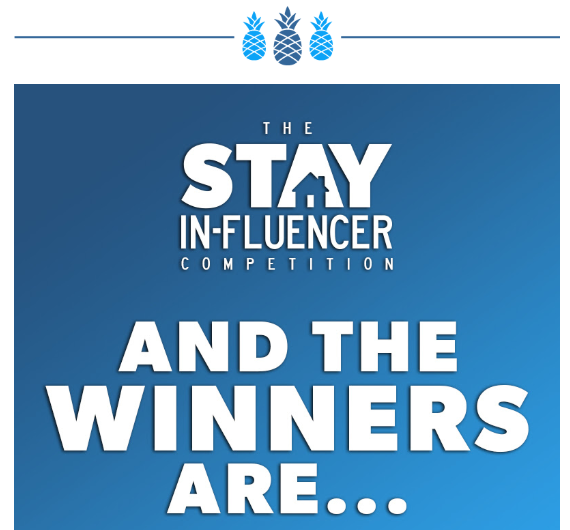 THE
STAY
IN-FLUENCER
COMPETITION
AND THE
WINNERS
ARE...